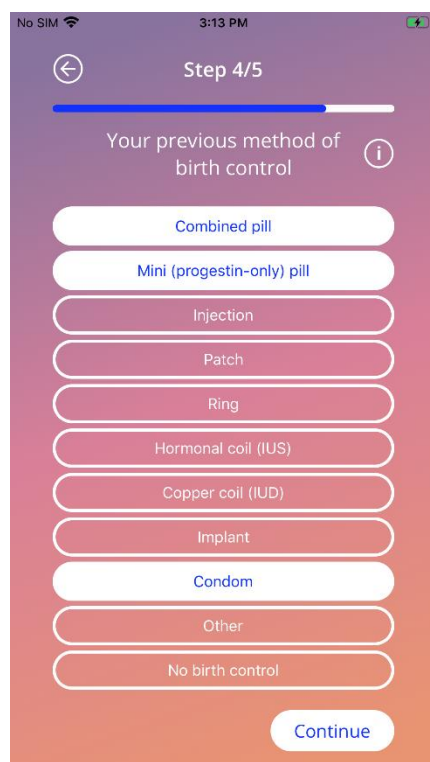 No SIM 3:13 PM
Step 4/5
Your previous method of
birth control
i
Combined pill
Mini (progestin-only) pill
Injection
Patch
Ring
Hormonal coil (IUS)
Copper coil (IUD)
Implant
Condom
Other
No birth control
Continue